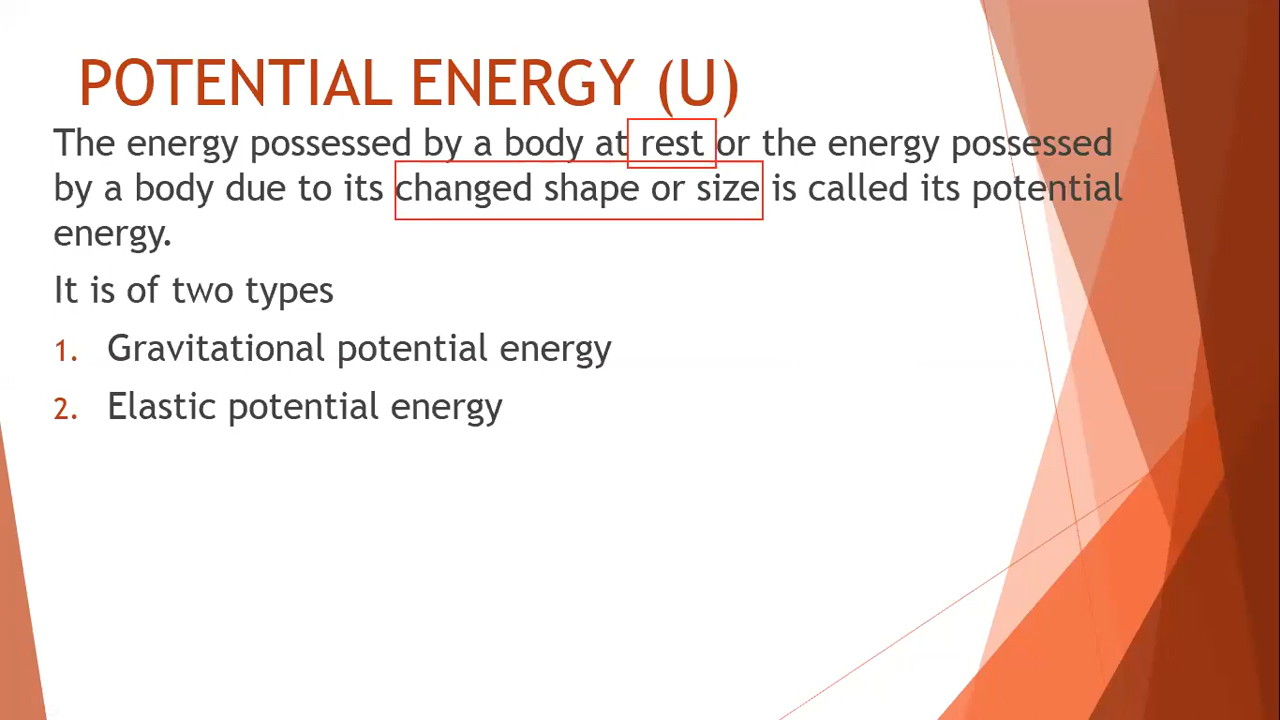 POTENTIAL ENERGY (U)
The energy possessed by a body at rest or the energy possessed
by a body due to its changed shape or size is called its potential
energy.
It is of two types
1. Gravitational potential energy
2. Elastic potential energy